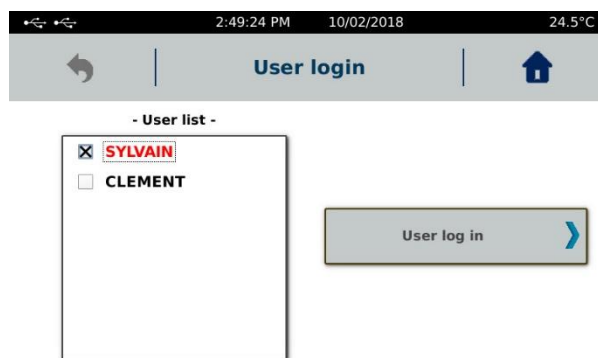 2:49:24 PM 10/02/2018 24.5°C
User login
- User list -
SYLVAIN
CLEMENT
User log in